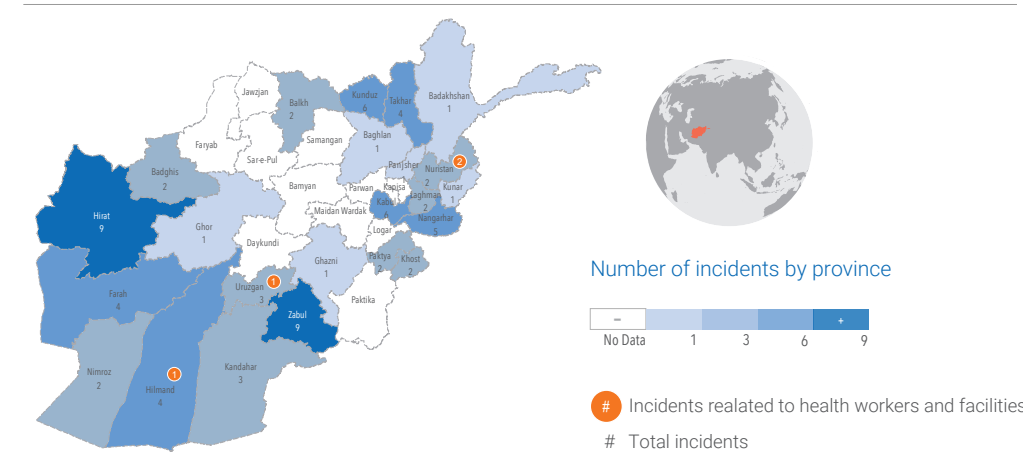 Jawzjan
Balkh
2
Kunduz
6
Takhar
4
Badakhshan
1
Faryab
Samangan
Baghlan
1
Sar-e-Pul
Badghis
2
Panjsher
Nuristan
2
2
Bamyan
Parwan
Kapisa
Kunar
1
Laghman
2
Kabul
6
Maidan Wardak
Hirat
9
Ghor
1
Nangarhar
5
Logar
Daykundi
Ghazni
1
Paktya
2
Khost
2
Uruzgan
3
1
Farah
4
Paktika
Zabul
9
Nimroz
2
Hilmand
4
1
Kandahar
3
Number of incidents by province
– +
No Data 1 3 6 9
# Incidents realated to health workers and facilities
# Total incidents